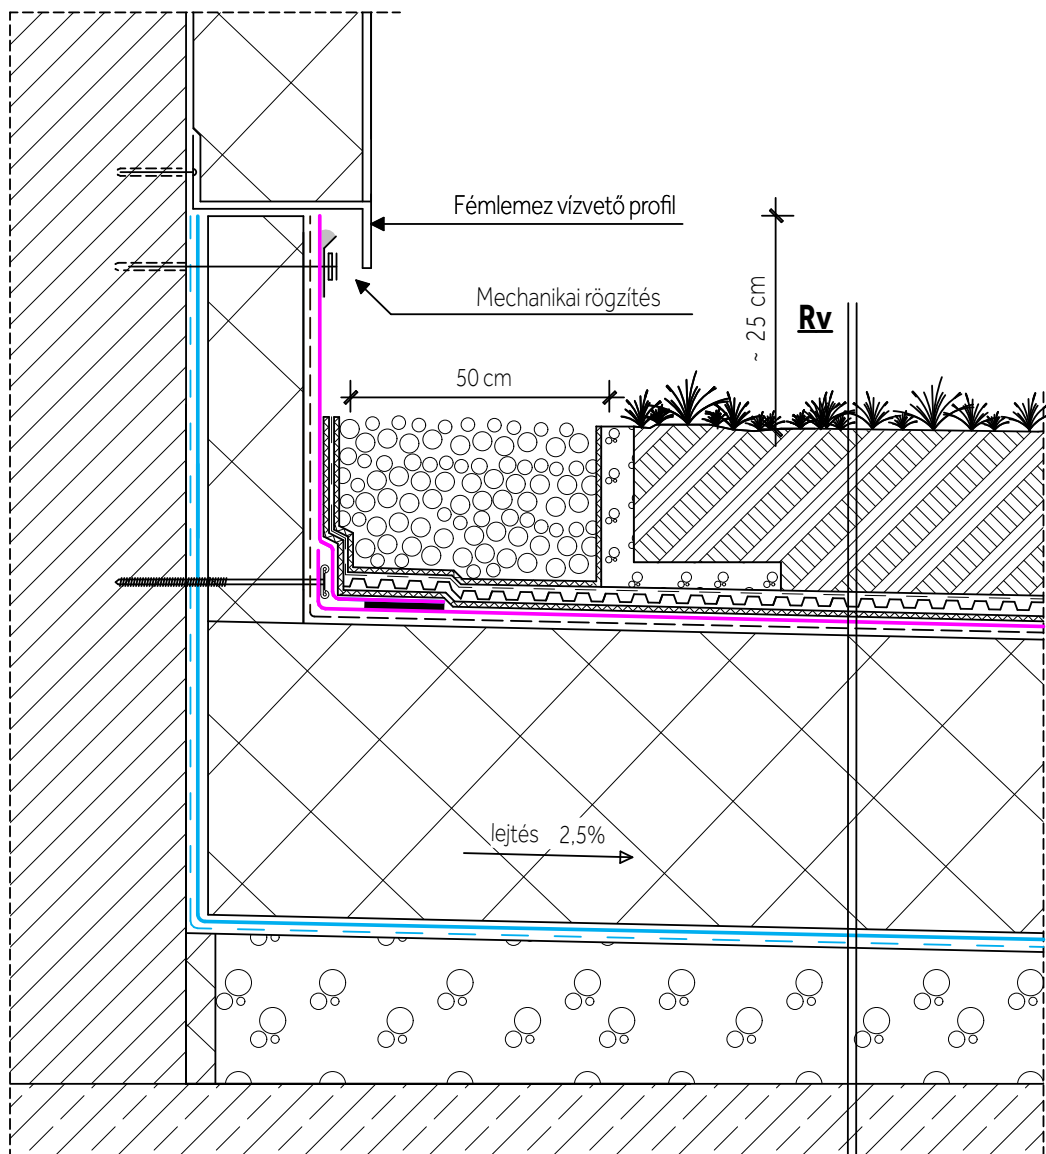 Fémlemez vízvető profil
Mechanikai rögzítés
~ 25 cm
Rv
50 cm
lejtés 2,5%